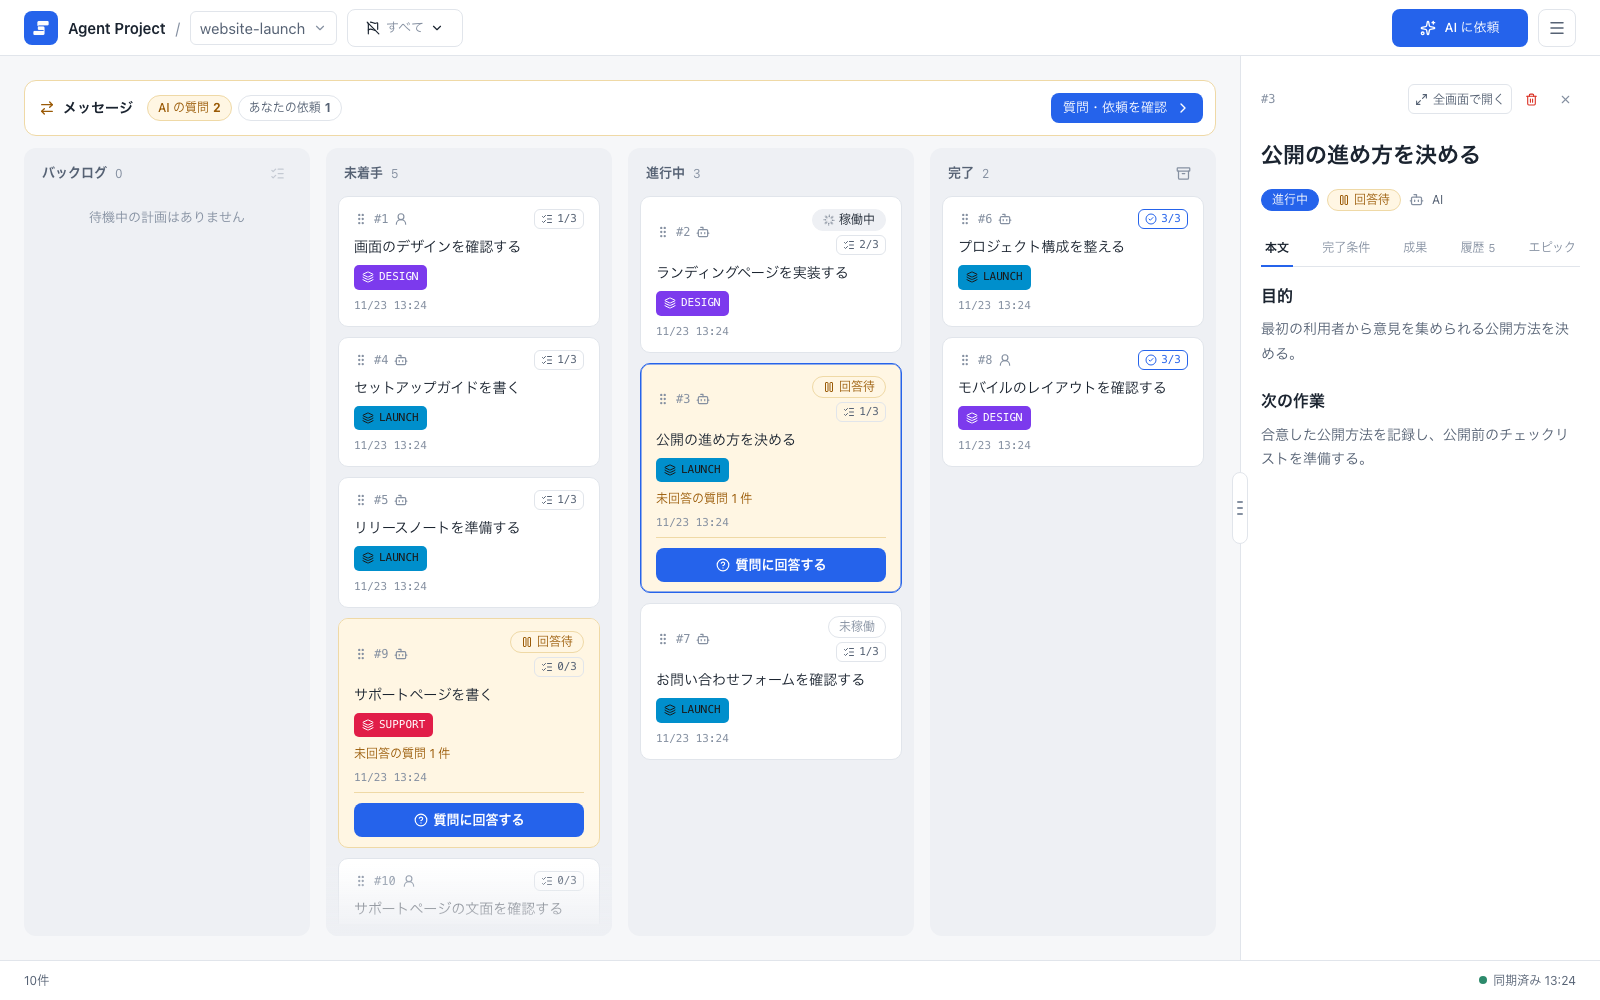 Agent Project / website-launch すべて AI に依頼
メッセージ AI の質問 2 あなたの依頼 1 質問・依頼を確認
バックログ 0
待機中の計画はありません
未着手 5
#1 1/3
画面のデザインを確認する
DESIGN
11/23 13:24
#4 1/3
セットアップガイドを書く
LAUNCH
11/23 13:24
#5 1/3
リリースノートを準備する
LAUNCH
11/23 13:24
回答待
#9 0/3
サポートページを書く
SUPPORT
未回答の質問 1 件
11/23 13:24
質問に回答する
#10 0/3
サポートページの文面を確認する
進行中 3
稼働中
#2 2/3
ランディングページを実装する
DESIGN
11/23 13:24
回答待
#3 1/3
公開の進め方を決める
LAUNCH
未回答の質問 1 件
11/23 13:24
質問に回答する
未稼働
#7 1/3
お問い合わせフォームを確認する
LAUNCH
11/23 13:24
完了 2
#6 3/3
プロジェクト構成を整える
LAUNCH
11/23 13:24
#8 3/3
モバイルのレイアウトを確認する
DESIGN
11/23 13:24
#3 全画面で開く
公開の進め方を決める
進行中 回答待 AI
本文 完了条件 成果 履歴 5 エピック
目的
最初の利用者から意見を集められる公開方法を決
める。
次の作業
合意した公開方法を記録し、公開前のチェックリ
ストを準備する。
10件
同期済み 13:24